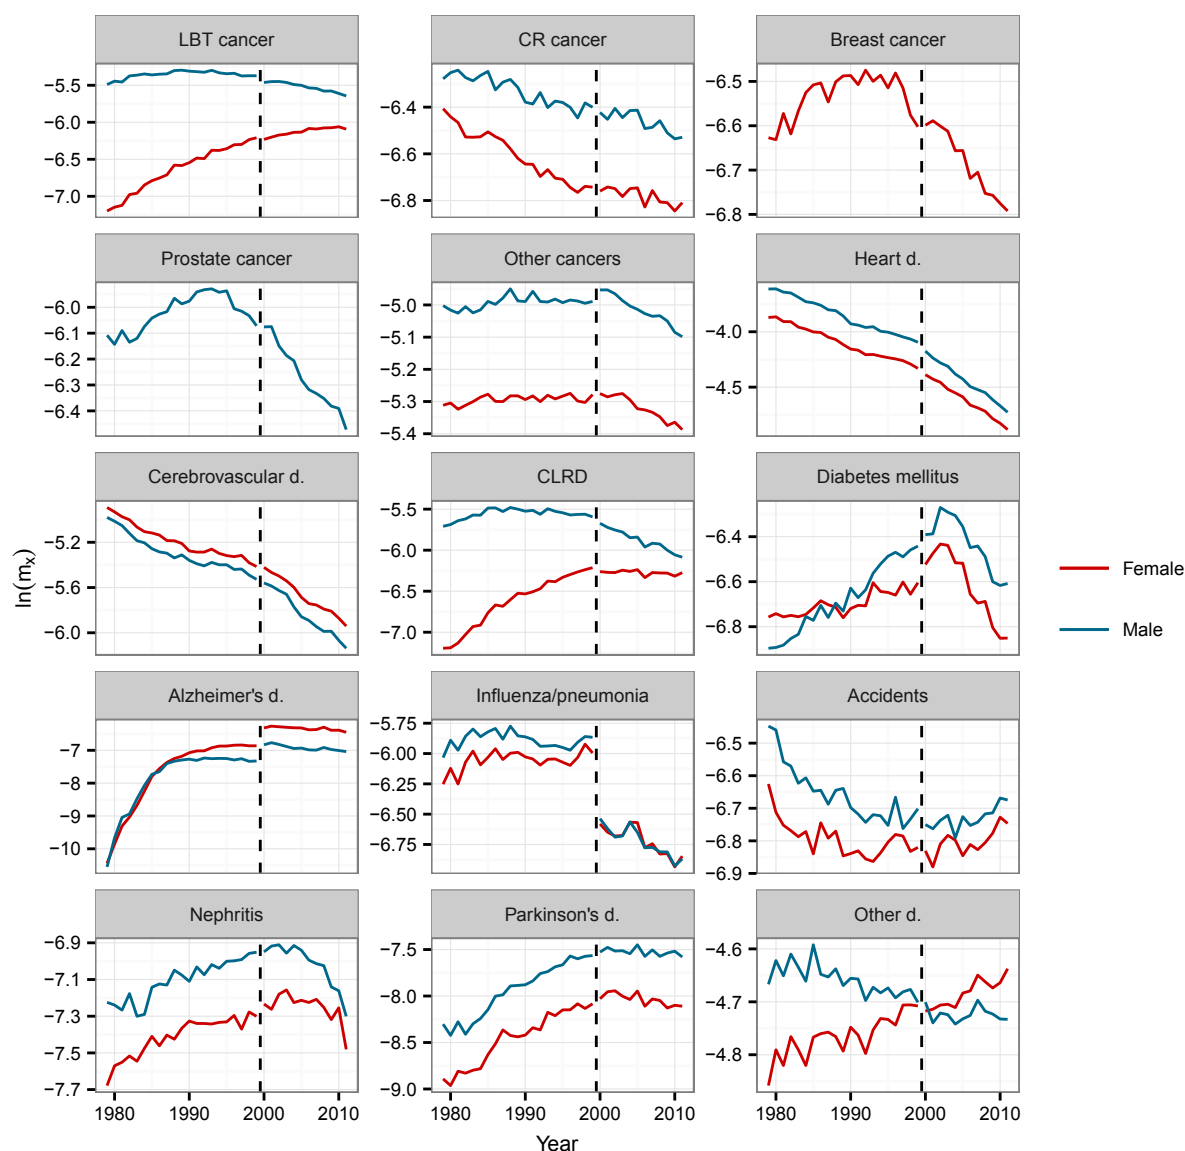 LBT cancer
CR cancer
Breast cancer
−5.5
−6.0
−6.5
−7.0
−6.4
−6.6
−6.8
−6.5
−6.6
−6.7
−6.8
Prostate cancer
Other cancers
Heart d.
−6.0
−6.1
−6.2
−6.3
−6.4
−5.0
−5.1
−5.2
−5.3
−5.4
−4.0
−4.5
Cerebrovascular d.
CLRD
Diabetes mellitus
−5.2
−5.6
−6.0
−5.5
−6.0
−6.5
−7.0
−6.4
−6.6
−6.8
ln(mx)
Female
Male
Alzheimer's d.
Influenza/pneumonia
Accidents
−7
−8
−9
−10
−5.75
−6.00
−6.25
−6.50
−6.75
−6.5
−6.6
−6.7
−6.8
−6.9
Nephritis
Parkinson's d.
Other d.
−6.9
−7.1
−7.3
−7.5
−7.7
−7.5
−8.0
−8.5
−9.0
−4.6
−4.7
−4.8
1980 1990 2000 2010
1980 1990 2000 2010
1980 1990 2000 2010
Year